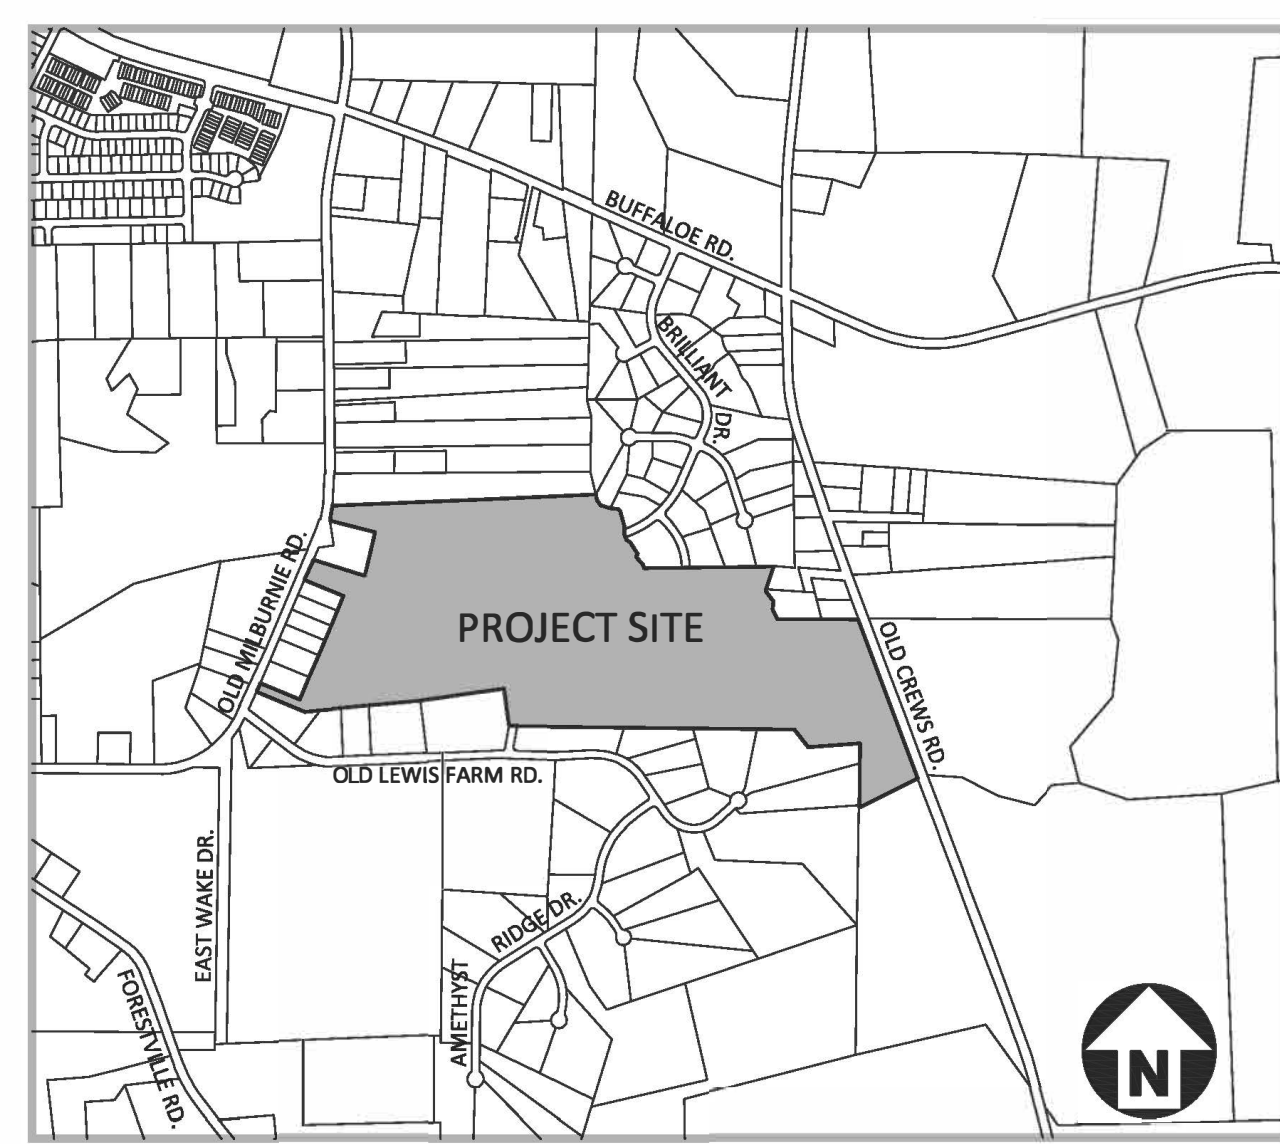 BUFFALOE RD.
BRILLIANT
DR.
OLD MILBURNIE RD.
PROJECT SITE
OLD CREWS RD.
OLD LEWIS FARM RD.
EAST WAKE DR.
RIDGE DR.
AMETHYST
FORESTVILLE RD.
N